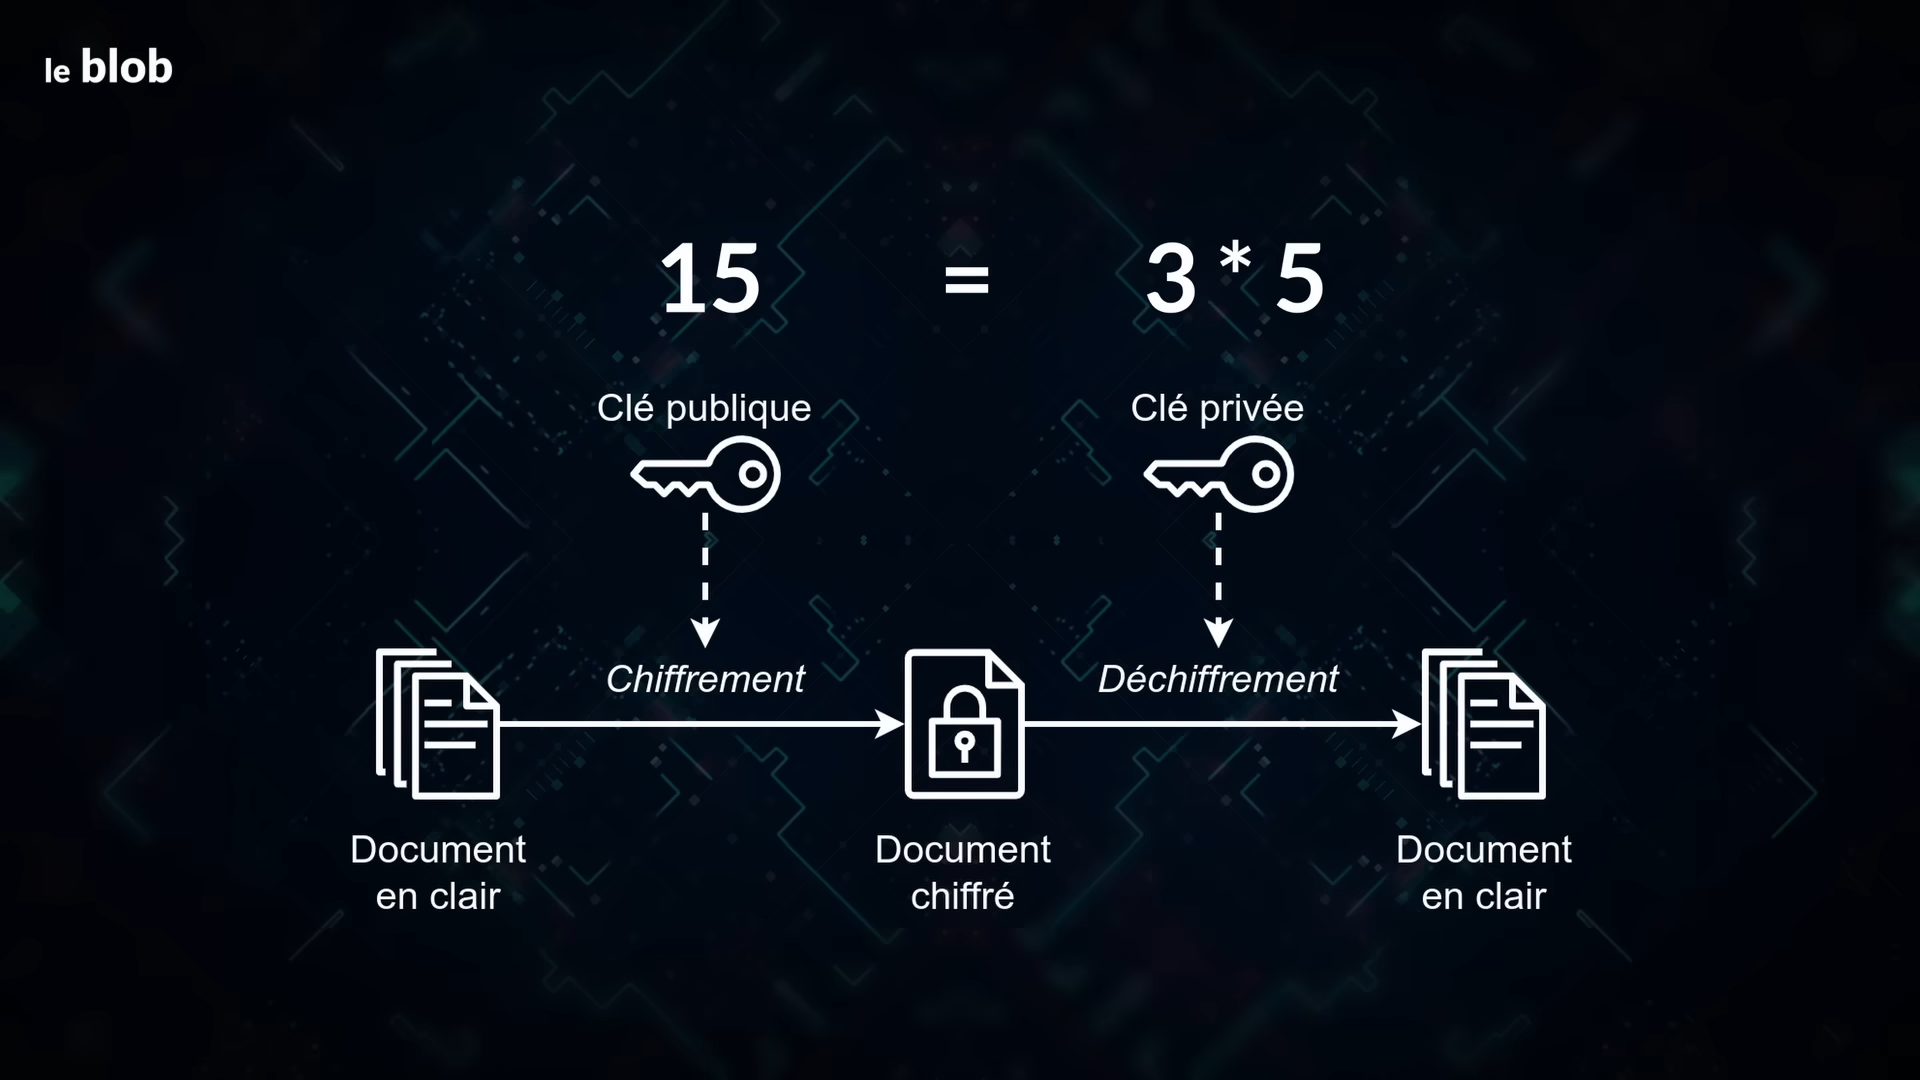 le blob
15 = 3 * 5
Clé publique
Clé privée
Chiffrement
Déchiffrement
Document
en clair
Document
chiffré
Document
en clair